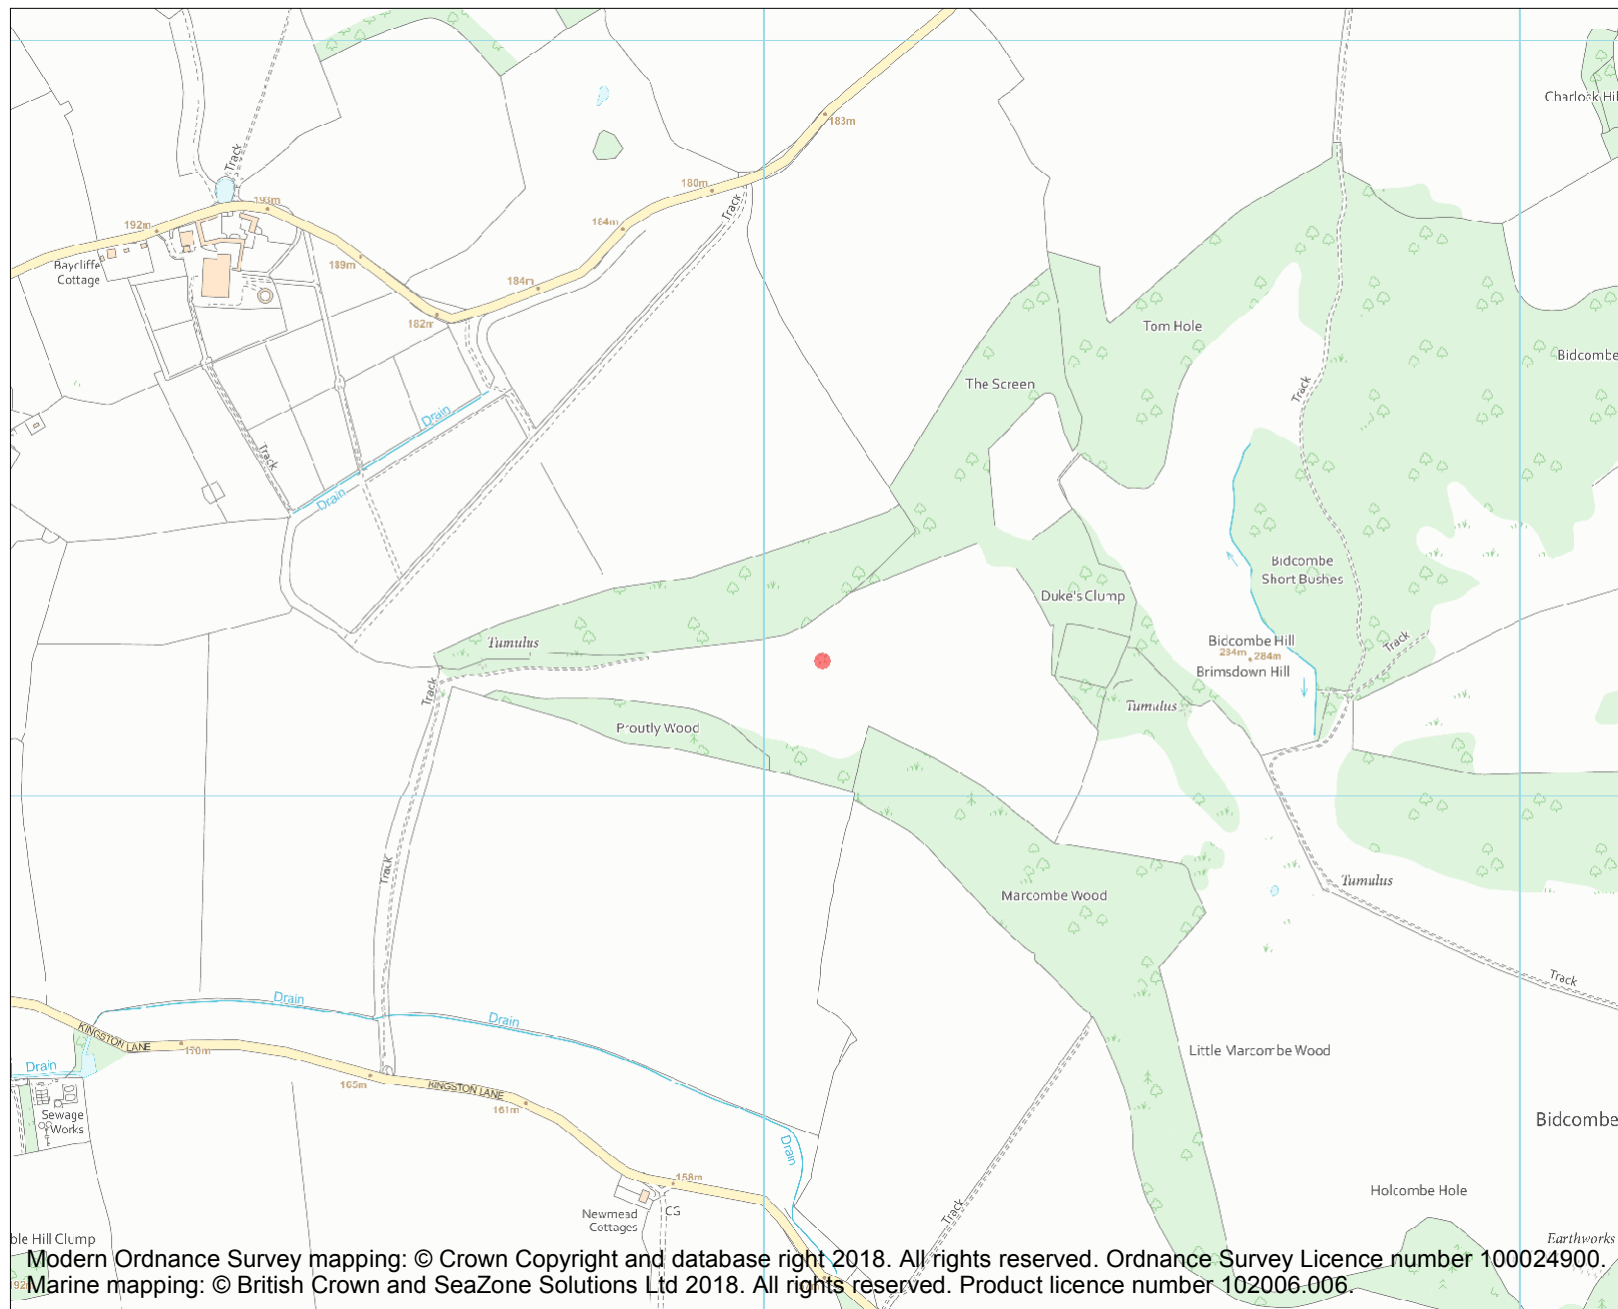 Charlock Hil
183m
Track
180m
193m
192m
184m
Track
189m
Baycliffe
Cottage
184m
182m
Tom Hole
Bidcombe
The Screen
Track
Drain
Track
Drain
Bidcombe
Short Bushes
Duke's Clump
Tumulus
Bidcombe Hill
284m
Track
Brimsdown Hill
Track
Tumulus
Proutly Wood
Track
Tumulus
Marcombe Wood
Track
Drain
Drain
KINGSTON LANE
170m
Little Marcombe Wood
Drain
165m
KINGSTON LANE
161m
Sewage
Works
Bidcombe
Drain
158m
Holcombe Hole
Newmead
Cottages
CG
Track
ble Hill Clump
Earthworks
Modern Ordnance Survey mapping: © Crown Copyright and database right 2018. All rights reserved. Ordnance Survey Licence number 100024900.
Marine mapping: © British Crown and SeaZone Solutions Ltd 2018. All rights reserved. Product licence number 102006.006.